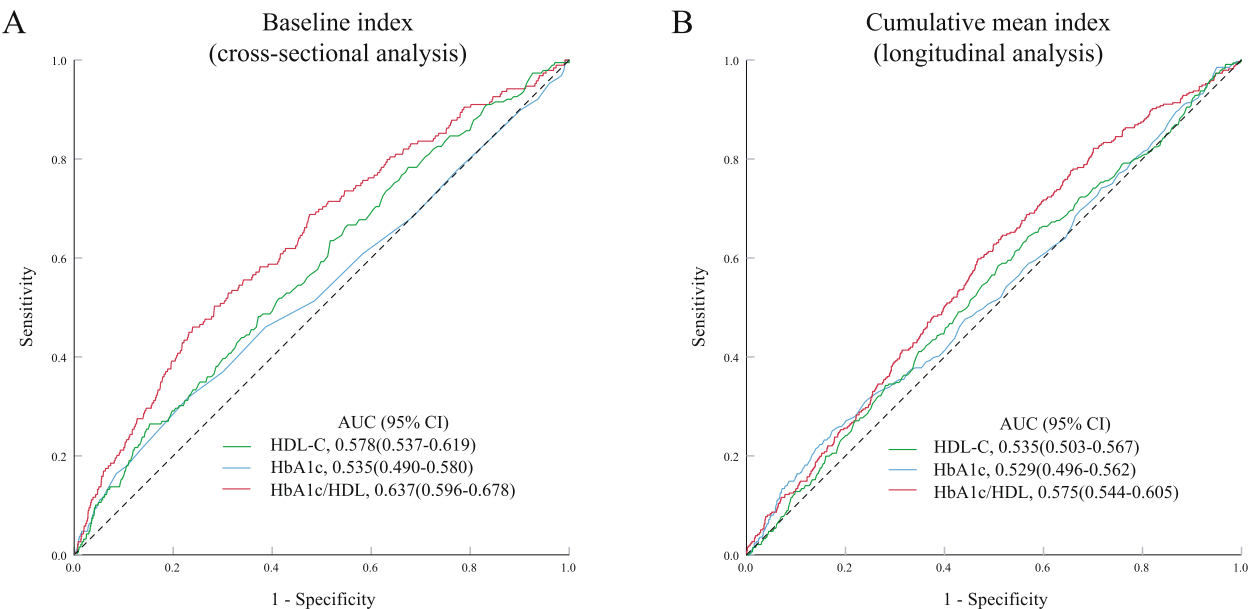 A
Baseline index
(cross-sectional analysis)
1.0
0.8
0.6
0.4
0.2
0.0
Sensitivity
AUC (95% CI)
HDL-C, 0.578(0.537-0.619)
HbA1c, 0.535(0.490-0.580)
HbA1c/HDL, 0.637(0.596-0.678)
0.0 0.2 0.4 0.6 0.8 1.0
1 - Specificity
B
Cumulative mean index
(longitudinal analysis)
1.0
0.8
0.6
0.4
0.2
0.0
Sensitivity
AUC (95% CI)
HDL-C, 0.535(0.503-0.567)
HbA1c, 0.529(0.496-0.562)
HbA1c/HDL, 0.575(0.544-0.605)
0.0 0.2 0.4 0.6 0.8 1.0
1 - Specificity